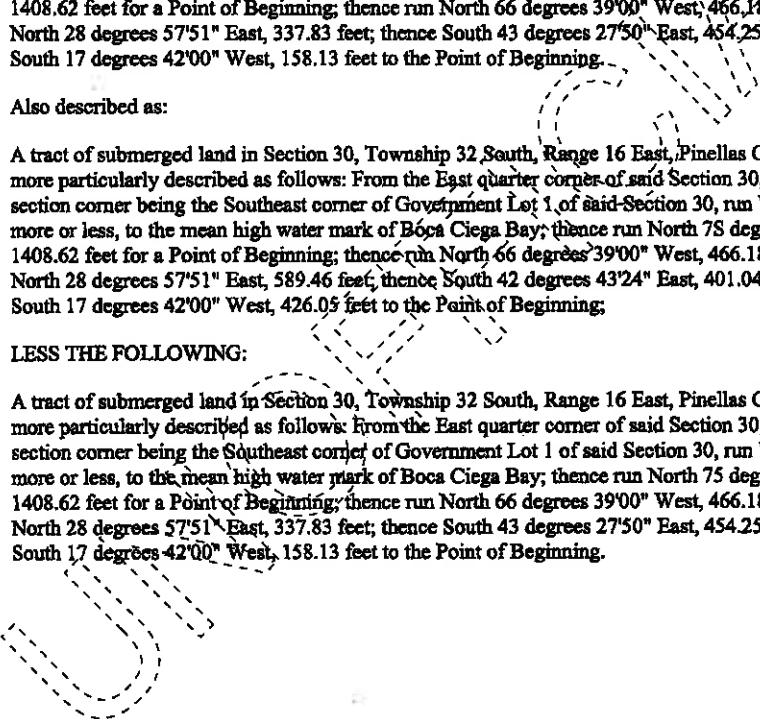 1408.62 feet for a Point of Beginning; thence run North 66 degrees 39'00" West, 466.18
North 28 degrees 57'51" East, 337.83 feet; thence South 43 degrees 27'50" East, 454.25
South 17 degrees 42'00" West, 158.13 feet to the Point of Beginning.
Also described as:
A tract of submerged land in Section 30, Township 32 South, Range 16 East, Pinellas C
more particularly described as follows: From the East quarter corner of said Section 30,
section corner being the Southeast corner of Government Lot 1 of said Section 30, run
more or less, to the mean high water mark of Boca Ciega Bay; thence run North 7S deg
1408.62 feet for a Point of Beginning; thence run North 66 degrees 39'00" West, 466.18
North 28 degrees 57'51" East, 589.46 feet; thence South 42 degrees 43'24" East, 401.04
South 17 degrees 42'00" West, 426.05 feet to the Point of Beginning;
LESS THE FOLLOWING:
A tract of submerged land in Section 30, Township 32 South, Range 16 East, Pinellas C
more particularly described as follows: From the East quarter corner of said Section 30,
section corner being the Southeast corner of Government Lot 1 of said Section 30, run
more or less, to the mean high water mark of Boca Ciega Bay; thence run North 75 deg
1408.62 feet for a Point of Beginning; thence run North 66 degrees 39'00" West, 466.18
North 28 degrees 57'51" East, 337.83 feet; thence South 43 degrees 27'50" East, 454.25
South 17 degrees 42'00" West, 158.13 feet to the Point of Beginning.